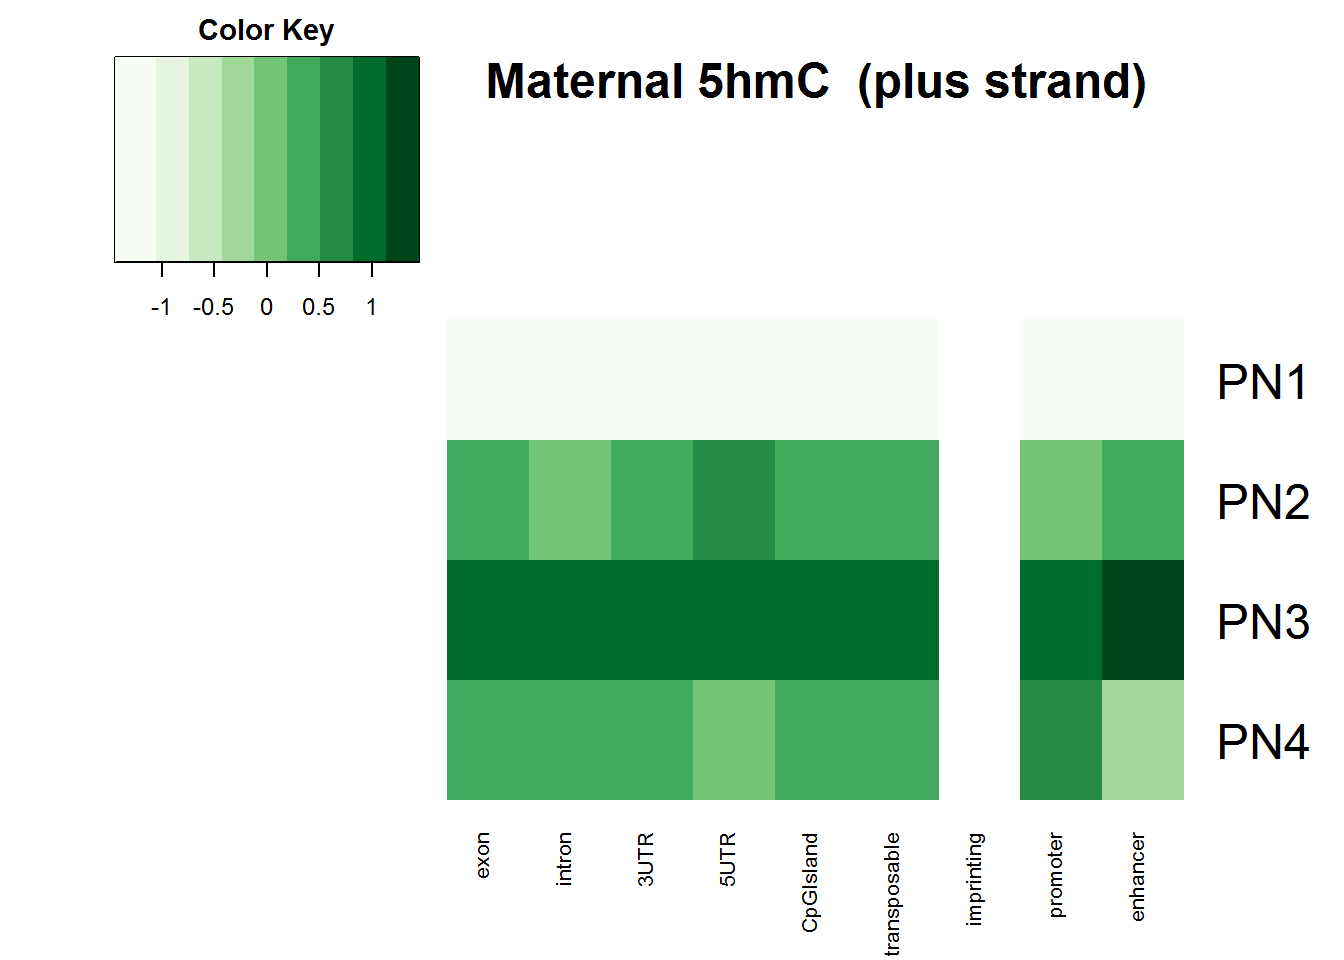 Color Key
Maternal 5hmC  (plus strand)
-1 -0.5 0 0.5 1
PN1
PN2
PN3
PN4
exon
intron
3UTR
5UTR
CpGIsland
transposable
imprinting
promoter
enhancer